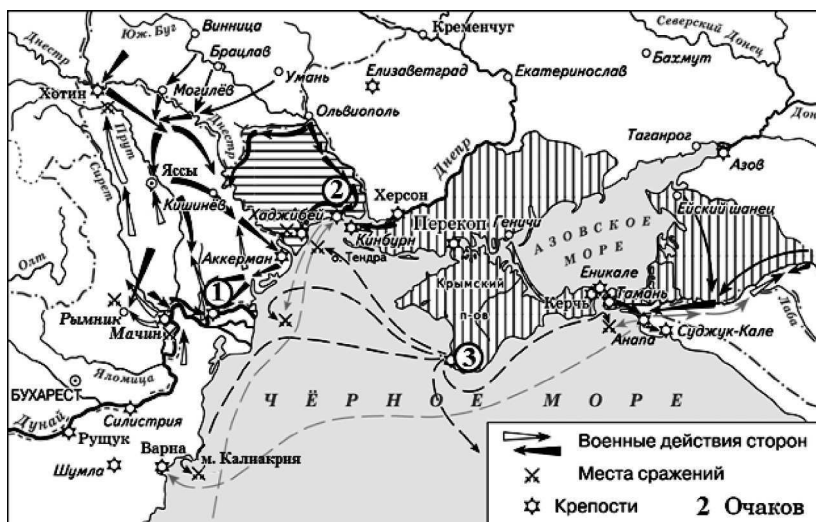 Винница
Кременчуг
Северский Донец
Днестр
Юж. Буг
Брацлав
Бахмут
Умань
Елизаветград
Екатеринослав
Хотин
Могилёв
Ольвиополь
Дон
Таганрог
Прут
Днестр
Днепр
Азов
Сирет
Яссы
2
Херсон
Кишинёв
Хаджибей
Перекоп
Геничи
Ейский шанец
Кинбурн
АЗОВСКОЕ
МОРЕ
Аккерман
о. Тендра
Олт
Еникале
1
Крымский
Керчь
Тамань
п-ов
Лаба
Рымник
Мачин
Суджук-Кале
3
Анапа
Яломица
БУХАРЕСТ
ЧЁРНОЕ МОРЕ
Дунай
Силистрия
Рущук
Варна
м. Калиакрия
Шумла
Военные действия сторон
Места сражений
Крепости 2 Очаков